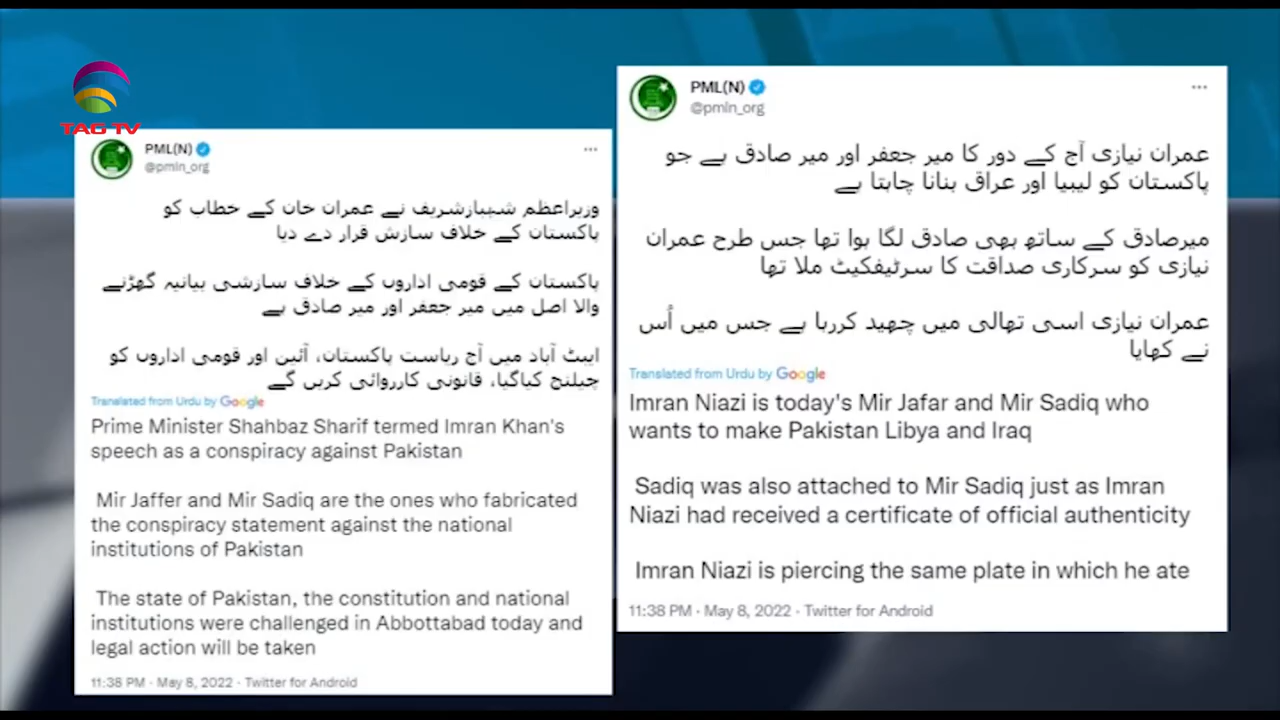 TAG TV
PML(N)
@pmln_org
وزیراعظم شہبازشریف نے عمران خان کے خطاب کو
پاکستان کے خلاف سازش قرار دے دیا
پاکستان کے قومی اداروں کے خلاف سازشی بیانیہ گھڑنے
والا اصل میں میر جعفر اور میر صادق ہے
ایبٹ آباد میں آج ریاست پاکستان، آئین اور قومی اداروں کو
چیلنج کیاگیا، قانونی کارروائی کریں گے
Translated from Urdu by Google
Prime Minister Shahbaz Sharif termed Imran Khan's
speech as a conspiracy against Pakistan
Mir Jaffer and Mir Sadiq are the ones who fabricated
the conspiracy statement against the national
institutions of Pakistan
The state of Pakistan, the constitution and national
institutions were challenged in Abbottabad today and
legal action will be taken
11:38 PM · May 8, 2022 · Twitter for Android
PML(N)
@pmln_org
عمران نیازی آج کے دور کا میر جعفر اور میر صادق ہے جو
پاکستان کو لیبیا اور عراق بنانا چاہتا ہے
میرصادق کے ساتھ بھی صادق لگا ہوا تھا جس طرح عمران
نیازی کو سرکاری صداقت کا سرٹیفکیٹ ملا تھا
عمران نیازی اسی تھالی میں چھید کررہا ہے جس میں اُس
نے کھایا
Translated from Urdu by Google
Imran Niazi is today's Mir Jafar and Mir Sadiq who
wants to make Pakistan Libya and Iraq
Sadiq was also attached to Mir Sadiq just as Imran
Niazi had received a certificate of official authenticity
Imran Niazi is piercing the same plate in which he ate
11:38 PM · May 8, 2022 · Twitter for Android